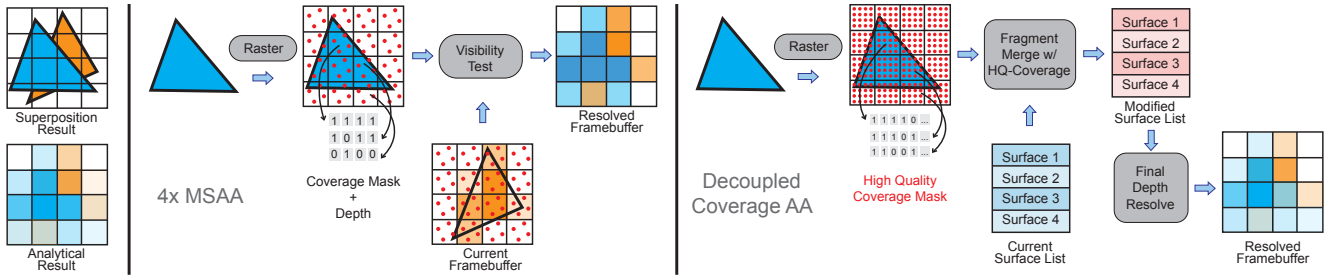 Superposition
Result
Analytical
Result
4x MSAA
Raster
1 1 1 1
1 0 1 1
0 1 0 0
Coverage Mask
+
Depth
Visibility
Test
Current
Framebuffer
Resolved
Framebuffer
Decoupled
Coverage AA
Raster
1 1 1 1 0 ...
1 1 1 0 1 ...
1 1 0 0 1 ...
High Quality
Coverage Mask
Fragment
Merge w/
HQ-Coverage
Surface 1
Surface 2
Surface 3
Surface 4
Current
Surface List
Surface 1
Surface 2
Surface 3
Surface 4
Modified
Surface List
Final
Depth
Resolve
Resolved
Framebuffer